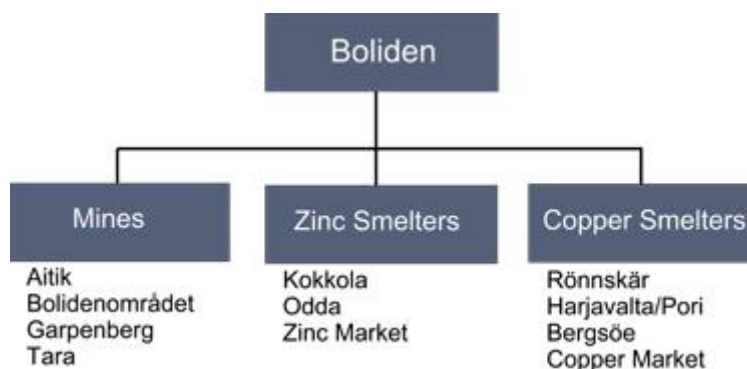 Boliden
Mines
Aitik
Bolidenområdet
Garpenberg
Tara
Zinc Smelters
Kokkola
Odda
Zinc Market
Copper Smelters
Rönnskär
Harjavalta/Pori
Bergsöe
Copper Market